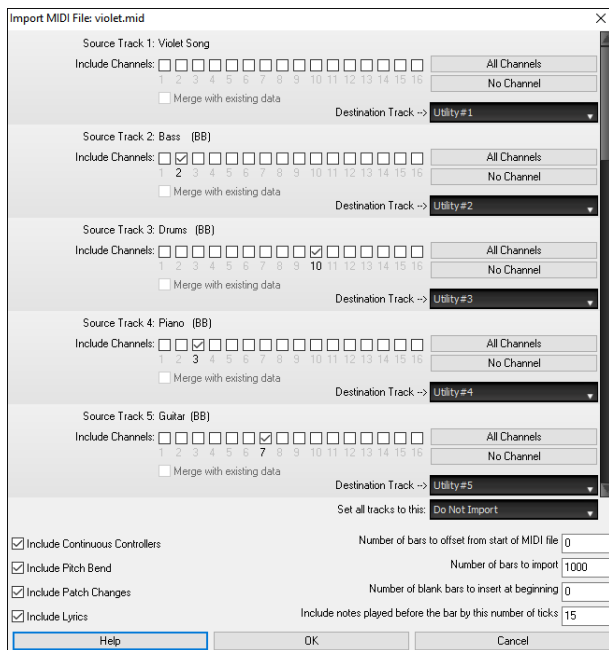 Import MIDI File: violet.mid
Source Track 1: Violet Song
Include Channels: All Channels
1 2 3 4 5 6 7 8 9 10 11 12 13 14 15 16 No Channel
Merge with existing data
Destination Track --> Utility#1
Source Track 2: Bass (BB)
Include Channels: All Channels
1 2 3 4 5 6 7 8 9 10 11 12 13 14 15 16 No Channel
Merge with existing data
Destination Track --> Utility#2
Source Track 3: Drums (BB)
Include Channels: All Channels
1 2 3 4 5 6 7 8 9 10 11 12 13 14 15 16 No Channel
Merge with existing data
Destination Track --> Utility#3
Source Track 4: Piano (BB)
Include Channels: All Channels
1 2 3 4 5 6 7 8 9 10 11 12 13 14 15 16 No Channel
Merge with existing data
Destination Track --> Utility#4
Source Track 5: Guitar (BB)
Include Channels: All Channels
1 2 3 4 5 6 7 8 9 10 11 12 13 14 15 16 No Channel
Merge with existing data
Destination Track --> Utility#5
Set all tracks to this: Do Not Import
Include Continuous Controllers Number of bars to offset from start of MIDI file 0
Include Pitch Bend Number of bars to import 1000
Include Patch Changes Number of blank bars to insert at beginning 0
Include Lyrics Include notes played before the bar by this number of ticks 15
Help OK Cancel